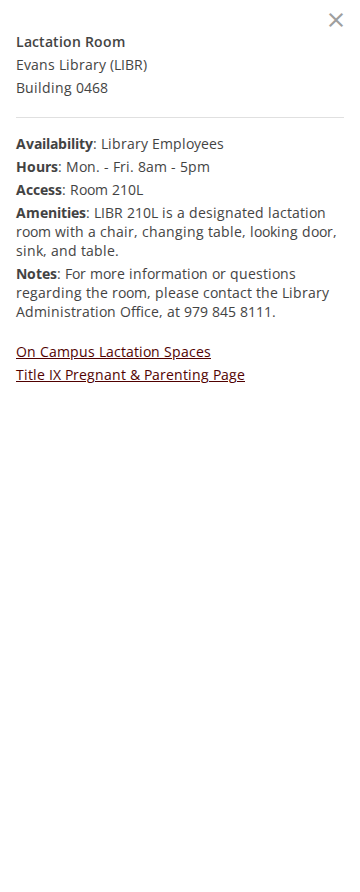 Lactation Room
Evans Library (LIBR)
Building 0468
Availability: Library Employees
Hours: Mon. - Fri. 8am - 5pm
Access: Room 210L
Amenities: LIBR 210L is a designated lactation
room with a chair, changing table, looking door,
sink, and table.
Notes: For more information or questions
regarding the room, please contact the Library
Administration Office, at 979 845 8111.
On Campus Lactation Spaces
Title IX Pregnant & Parenting Page